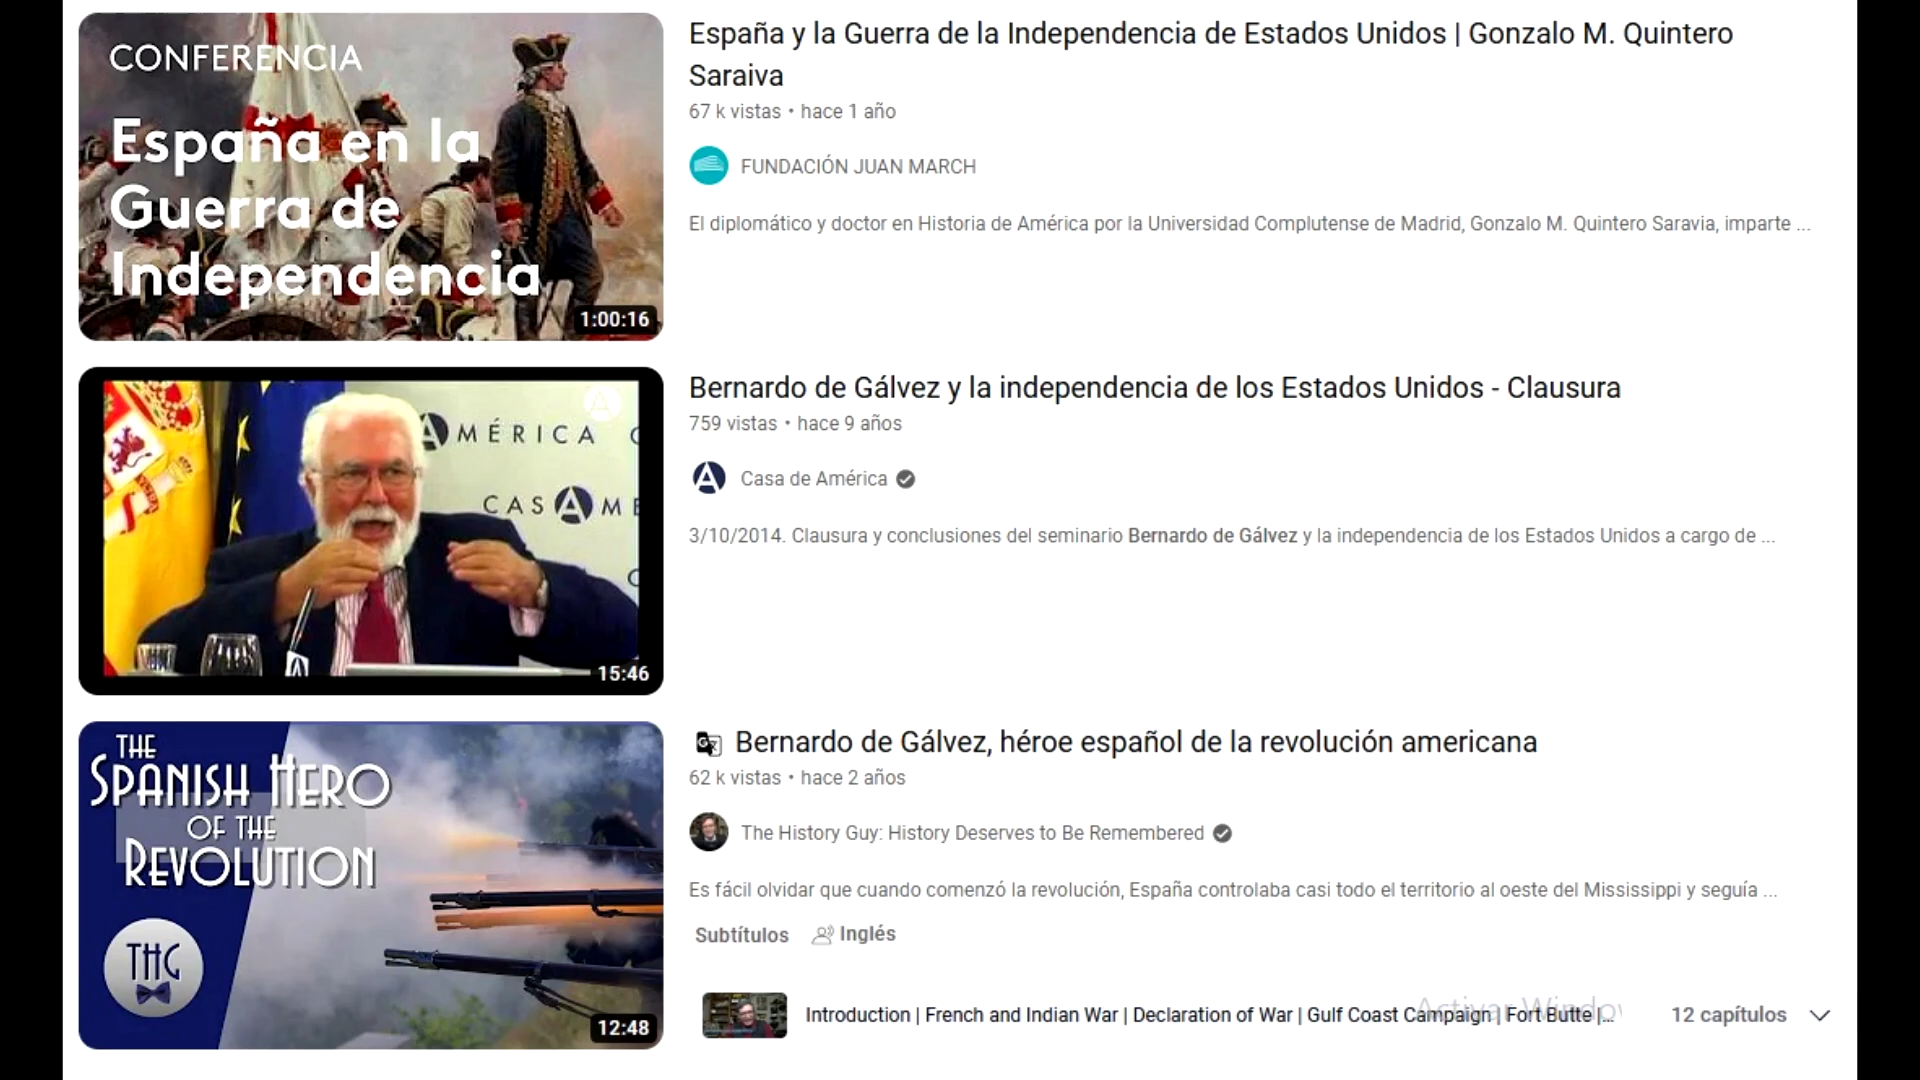 CONFERENCIA
España en la
Guerra de
Independencia
1:00:16
España y la Guerra de la Independencia de Estados Unidos | Gonzalo M. Quintero
Saraiva
67 k vistas • hace 1 año
FUNDACIÓN JUAN MARCH
El diplomático y doctor en Historia de América por la Universidad Complutense de Madrid, Gonzalo M. Quintero Saravia, imparte ...
AMÉRICA
CASAME
15:46
Bernardo de Gálvez y la independencia de los Estados Unidos - Clausura
759 vistas • hace 9 años
Casa de América
3/10/2014. Clausura y conclusiones del seminario Bernardo de Gálvez y la independencia de los Estados Unidos a cargo de ...
THE
SPANISH HERO
OF THE
REVOLUTION
THG
12:48
Bernardo de Gálvez, héroe español de la revolución americana
62 k vistas • hace 2 años
The History Guy: History Deserves to Be Remembered
Es fácil olvidar que cuando comenzó la revolución, España controlaba casi todo el territorio al oeste del Mississippi y seguía ...
Subtítulos Inglés
Introduction | French and Indian War | Declaration of War | Gulf Coast Campaign | Fort Butte |...
12 capítulos
Activar Window